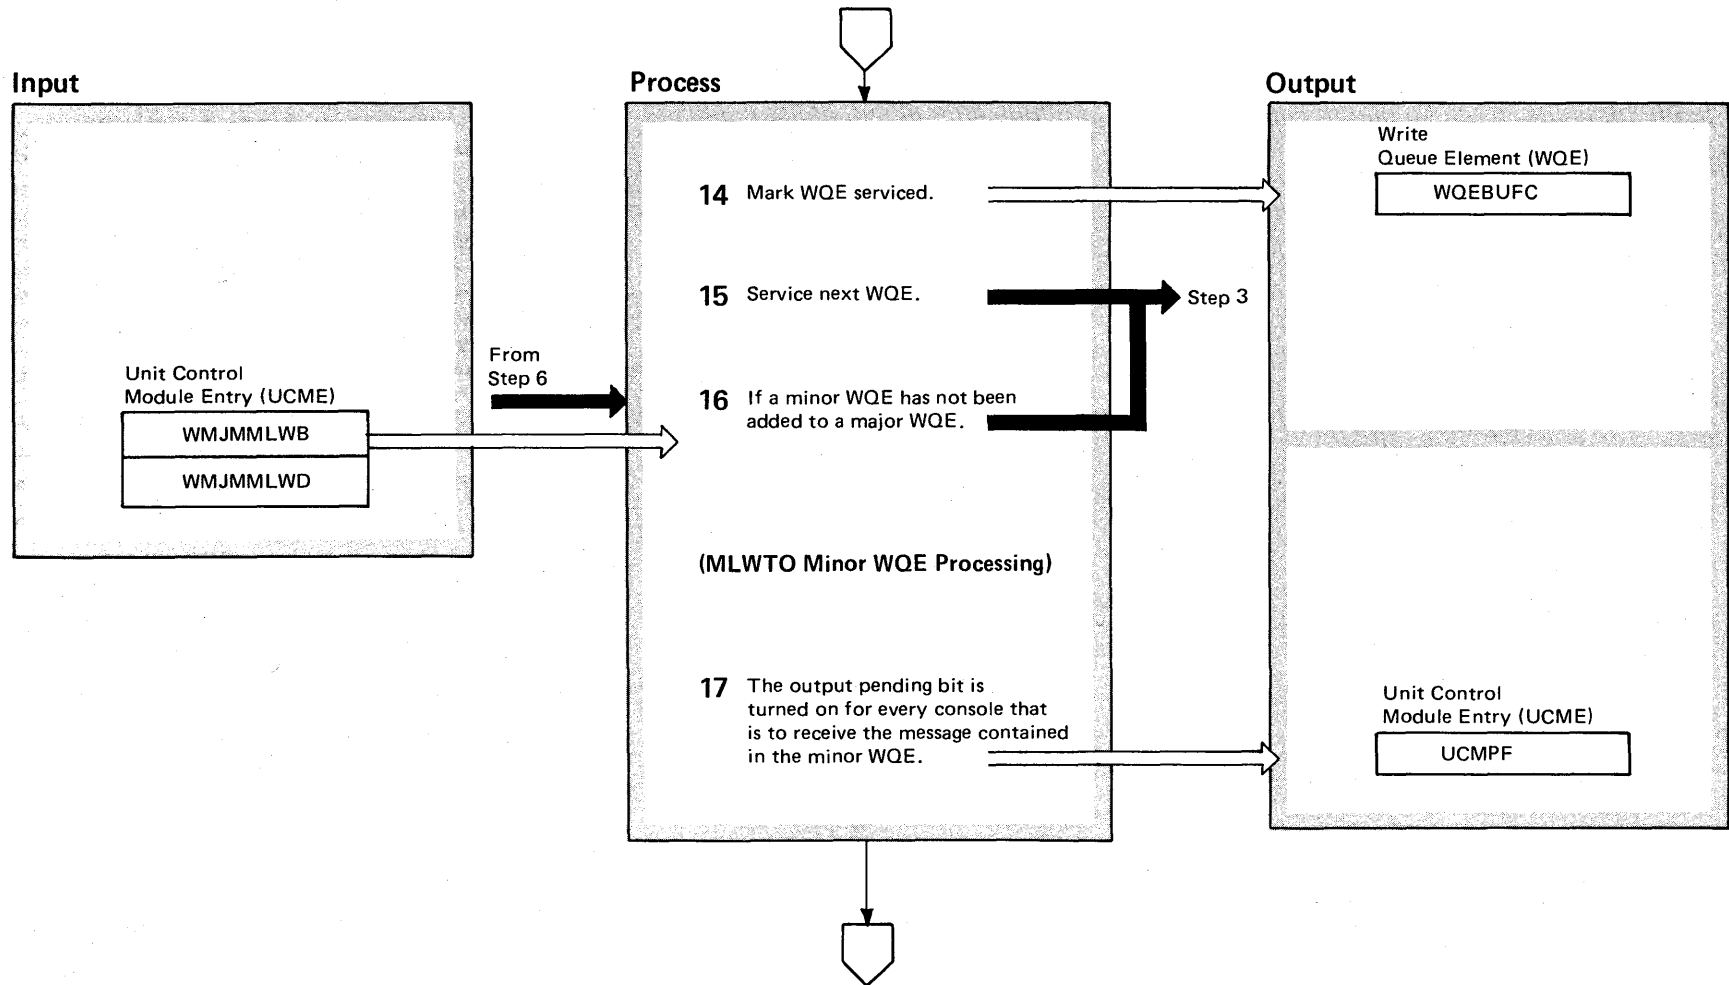 Input
Unit Control
Module Entry (UCME)
WMJMMLWB
WMJMMLWD
From
Step 6
Process
14 Mark WQE serviced.
15 Service next WQE.
16 If a minor WQE has not been
added to a major WQE.
(MLWTO Minor WQE Processing)
17 The output pending bit is
turned on for every console that
is to receive the message contained
in the minor WQE.
Step 3
Output
Write
Queue Element (WQE)
WQEBUFC
Unit Control
Module Entry (UCME)
UCMPF